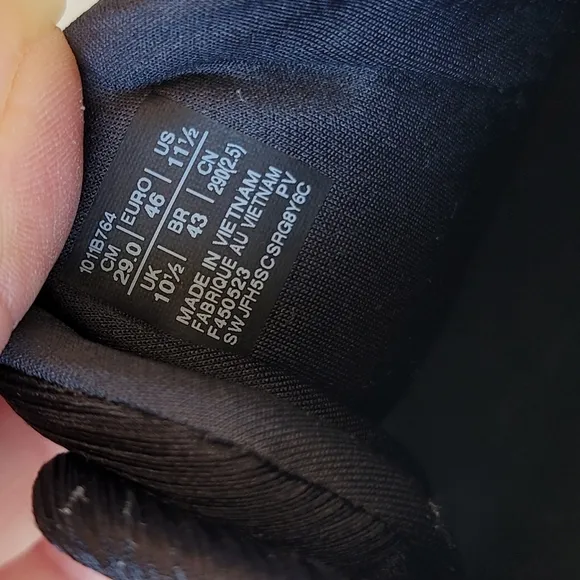 1011B764
CM | EURO | US
29.0 | 46 | 11½
UK | BR | CN
10½ | 43 | 290(2.5)
MADE IN VIETNAM
FABRIQUE AU VIETNAM
F450523 PV
SWJFH5SCSRG8Y6C